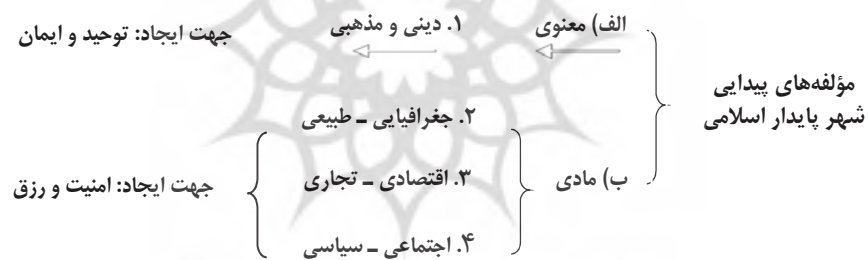 مؤلفه‌های پیدایی
شهر پایدار اسلامی
الف) معنوی
۱. دینی و مذهبی
جهت ایجاد: توحید و ایمان
ب) مادی
۲. جغرافیایی ـ طبیعی
۳. اقتصادی ـ تجاری
۴. اجتماعی ـ سیاسی
جهت ایجاد: امنیت و رزق